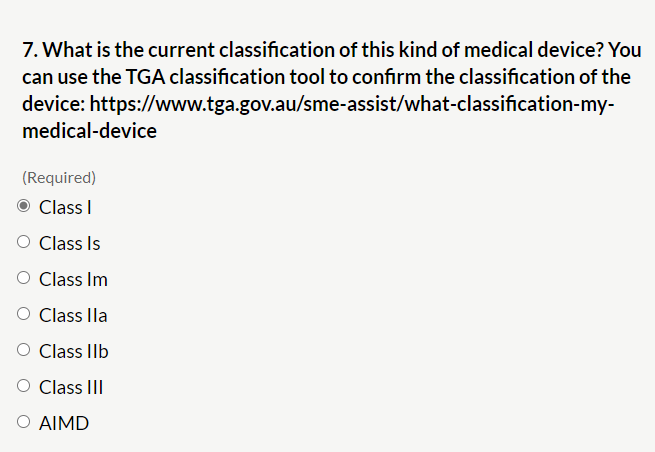 7. What is the current classification of this kind of medical device? You
can use the TGA classification tool to confirm the classification of the
device: https://www.tga.gov.au/sme-assist/what-classification-my-
medical-device
(Required)
Class I
Class Is
Class Im
Class IIa
Class IIb
Class III
AIMD